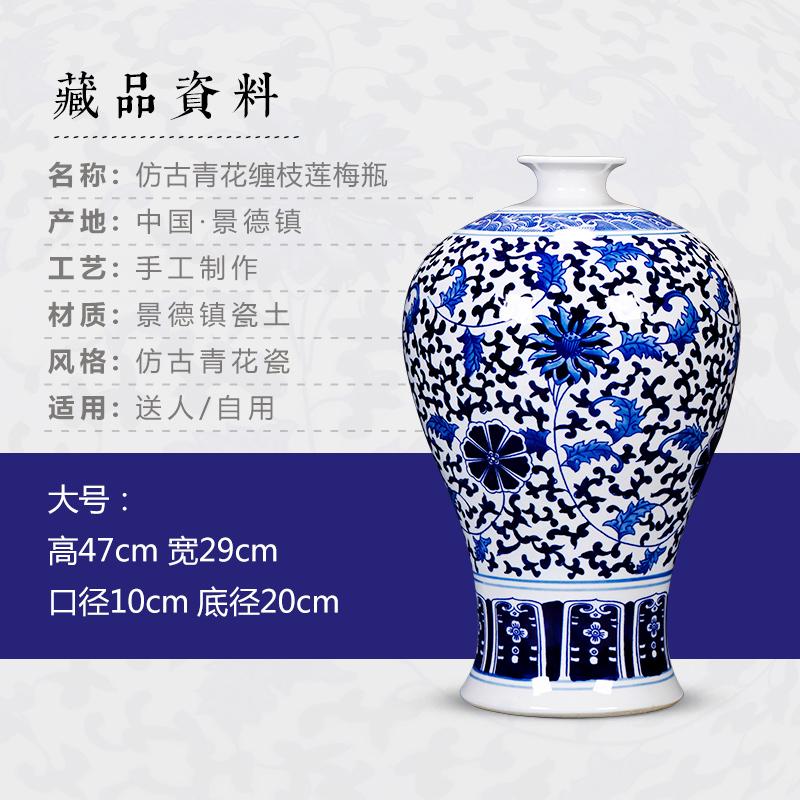 藏品資料
名称：仿古青花缠枝莲梅瓶
产地：中国·景德镇
工艺：手工制作
材质：景德镇瓷土
风格：仿古青花瓷
适用：送人/自用
大号：
高47cm 宽29cm
口径10cm 底径20cm